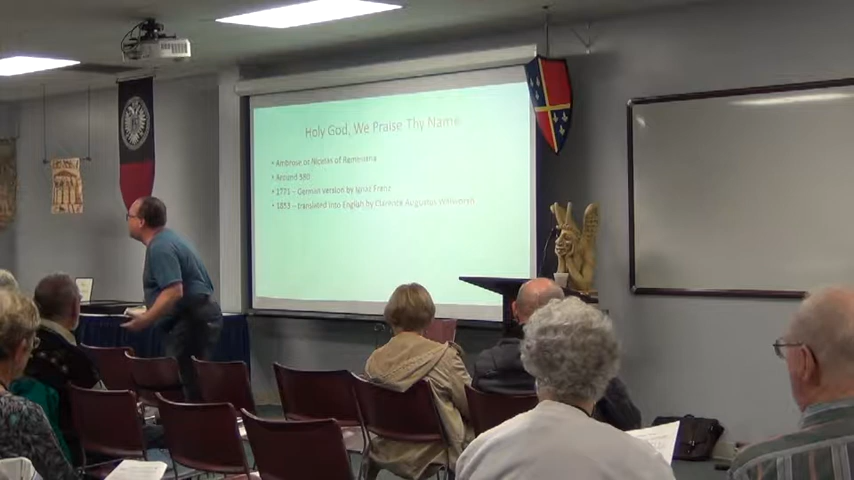 Holy God, We Praise Thy Name
• Ambrose or Nicetas of Remesiana
• Around 380
• 1771 – German version by Ignaz Franz
• 1853 – translated into English by Clarence Augustus Walworth